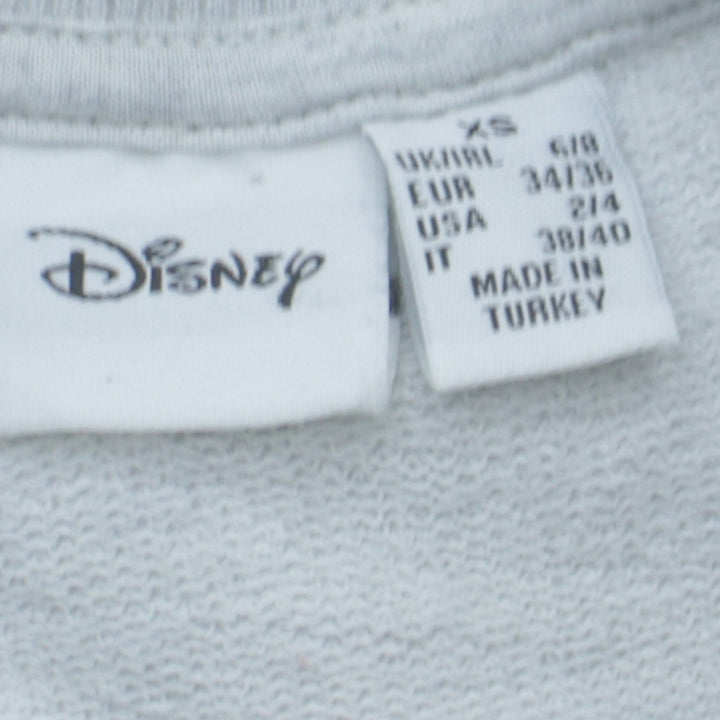 Disney
XS
UK/IRL 6/8
EUR 34/36
USA 2/4
IT 38/40
MADE IN
TURKEY